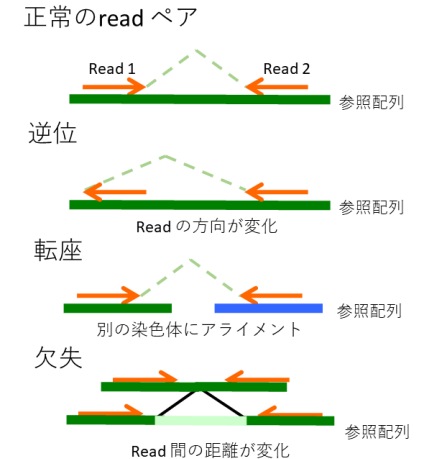 正常のread ペア
Read 1
Read 2
参照配列
逆位
参照配列
Read の方向が変化
転座
参照配列
別の染色体にアライメント
欠失
参照配列
Read 間の距離が変化